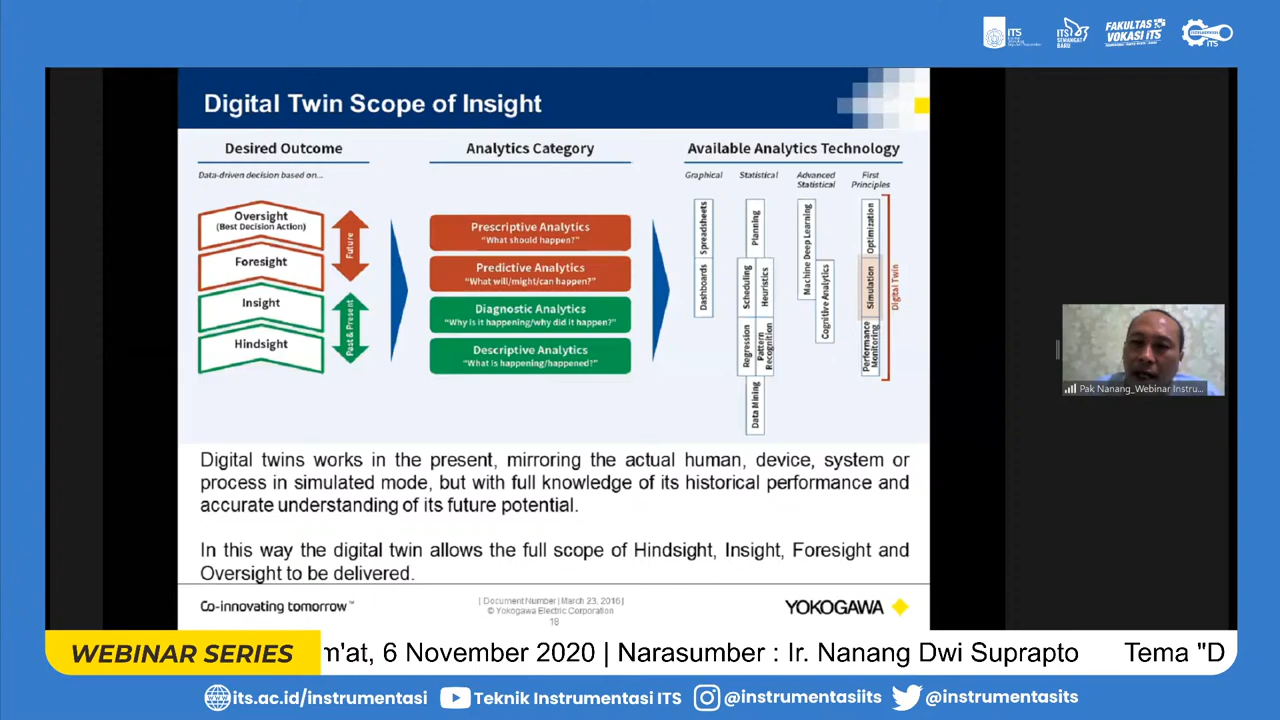 ITS
ITS
SEMANGAT
BARU
FAKULTAS
VOKASI ITS
ITS
Digital Twin Scope of Insight
Desired Outcome
Data-driven decision based on...
Oversight
(Best Decision Action)
Foresight
Insight
Hindsight
Future
Past & Present
Analytics Category
Prescriptive Analytics
"What should happen?"
Predictive Analytics
"What will/might/can happen?"
Diagnostic Analytics
"Why is it happening/why did it happen?"
Descriptive Analytics
"What is happening/happened?"
Available Analytics Technology
Graphical
Statistical
Advanced
Statistical
First
Principles
Spreadsheets
Dashboards
Planning
Scheduling
Heuristics
Regression
Pattern
Recognition
Data Mining
Machine Deep Learning
Cognitive Analytics
Optimization
Simulation
Performance
Monitoring
Digital Twin
Digital twins works in the present, mirroring the actual human, device, system or
process in simulated mode, but with full knowledge of its historical performance and
accurate understanding of its future potential.
In this way the digital twin allows the full scope of Hindsight, Insight, Foresight and
Oversight to be delivered.
Co-innovating tomorrow™
| Document Number | March 23, 2016 |
© Yokogawa Electric Corporation
18
YOKOGAWA
Pak Nanang_Webinar Instru...
WEBINAR SERIES
m'at, 6 November 2020 | Narasumber : Ir. Nanang Dwi Suprapto Tema "D
its.ac.id/instrumentasi
Teknik Instrumentasi ITS
@instrumentasiits
@instrumentasits